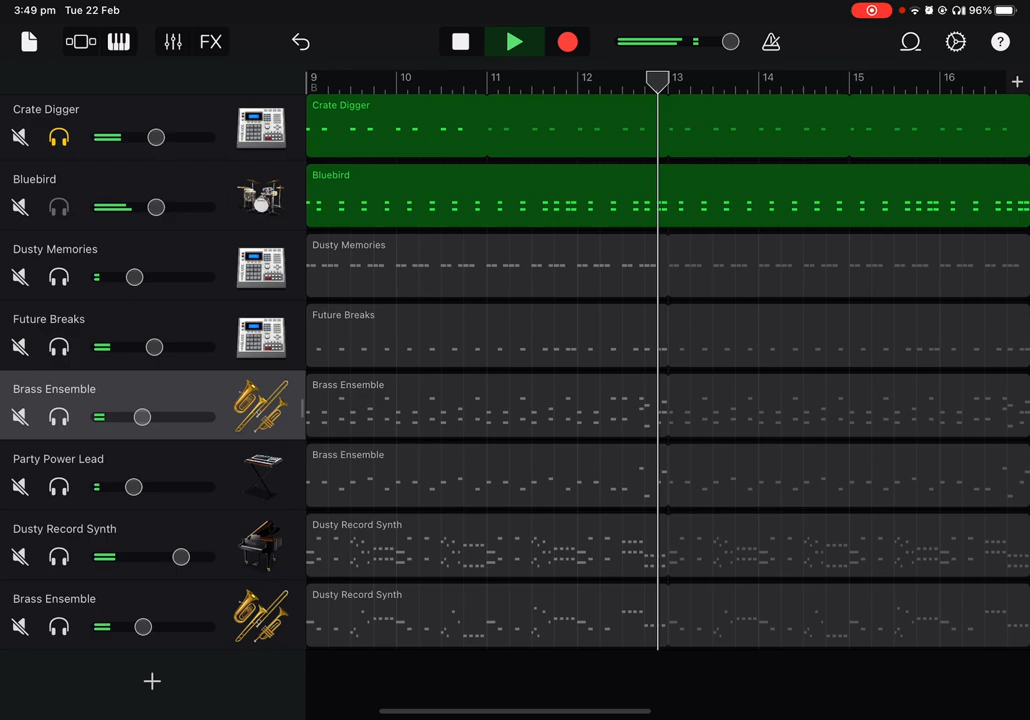 3:49 pm Tue 22 Feb
96%
FX
?
9 10 11 12 13 14 15 16
B
+
Crate Digger
Crate Digger
Bluebird
Bluebird
Dusty Memories
Dusty Memories
Future Breaks
Future Breaks
Brass Ensemble
Brass Ensemble
Party Power Lead
Brass Ensemble
Dusty Record Synth
Dusty Record Synth
Brass Ensemble
Dusty Record Synth
+